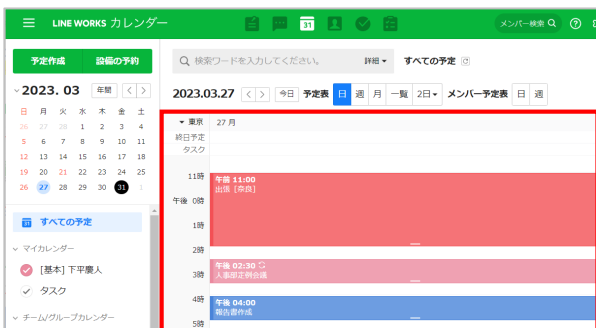 LINE WORKS カレンダー
31
メンバー検索
予定作成 設備の予約
検索ワードを入力してください。 詳細 すべての予定
2023. 03 年間 < >
2023.03.27 < > 今日 予定表 日 週 月 一覧 2日 メンバー予定表 日 週
日 月 火 水 木 金 土
26 27 28 1 2 3 4
5 6 7 8 9 10 11
12 13 14 15 16 17 18
19 20 21 22 23 24 25
26 27 28 29 30 31 1
東京 27 月
終日予定
タスク
11時 午前 11:00
出張 [奈良]
午後 0時
1時
2時
午後 02:30
3時 人事部定例会議
4時 午後 04:00
報告書作成
5時
31 すべての予定
マイカレンダー
[基本] 下平慶人
タスク
チーム/グループカレンダー